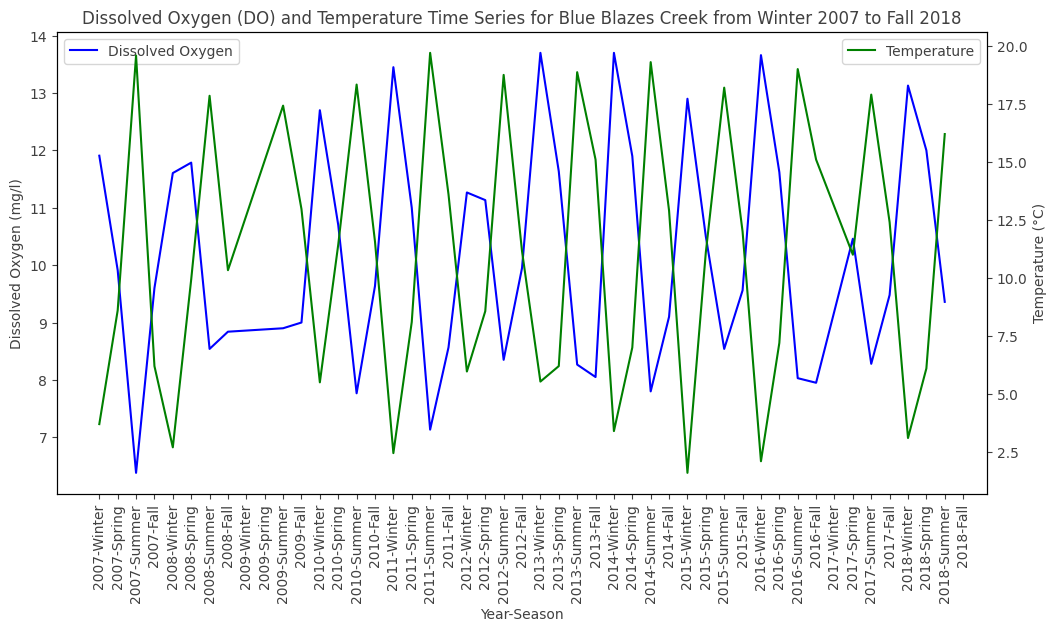 Dissolved Oxygen (DO) and Temperature Time Series for Blue Blazes Creek from Winter 2007 to Fall 2018
Dissolved Oxygen
Temperature
14
13
12
11
10
9
8
7
Dissolved Oxygen (mg/l)
20.0
17.5
15.0
12.5
10.0
7.5
5.0
2.5
Temperature (°C)
2007-Winter
2007-Spring
2007-Summer
2007-Fall
2008-Winter
2008-Spring
2008-Summer
2008-Fall
2009-Winter
2009-Spring
2009-Summer
2009-Fall
2010-Winter
2010-Spring
2010-Summer
2010-Fall
2011-Winter
2011-Spring
2011-Summer
2011-Fall
2012-Winter
2012-Spring
2012-Summer
2012-Fall
2013-Winter
2013-Spring
2013-Summer
2013-Fall
2014-Winter
2014-Spring
2014-Summer
2014-Fall
2015-Winter
2015-Spring
2015-Summer
2015-Fall
2016-Winter
2016-Spring
2016-Summer
2016-Fall
2017-Winter
2017-Spring
2017-Summer
2017-Fall
2018-Winter
2018-Spring
2018-Summer
2018-Fall
Year-Season